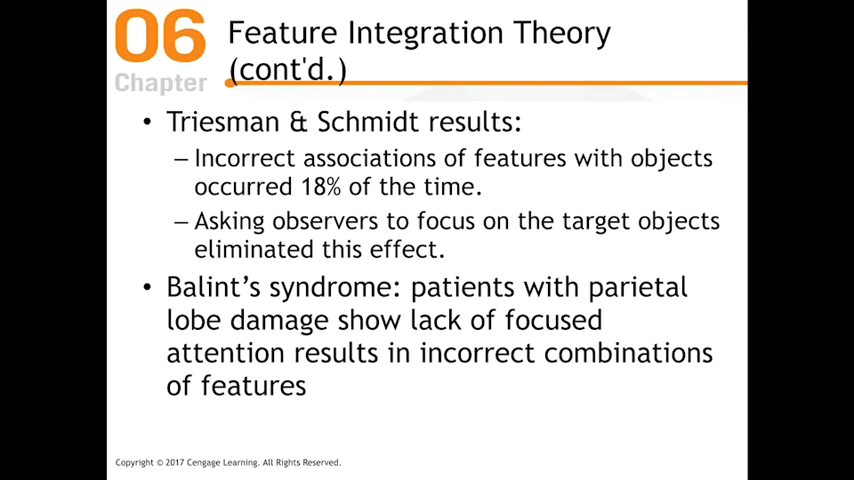 06
Chapter
Feature Integration Theory
(cont'd.)
• Triesman & Schmidt results:
– Incorrect associations of features with objects
occurred 18% of the time.
– Asking observers to focus on the target objects
eliminated this effect.
• Balint’s syndrome: patients with parietal
lobe damage show lack of focused
attention results in incorrect combinations
of features
Copyright © 2017 Cengage Learning. All Rights Reserved.